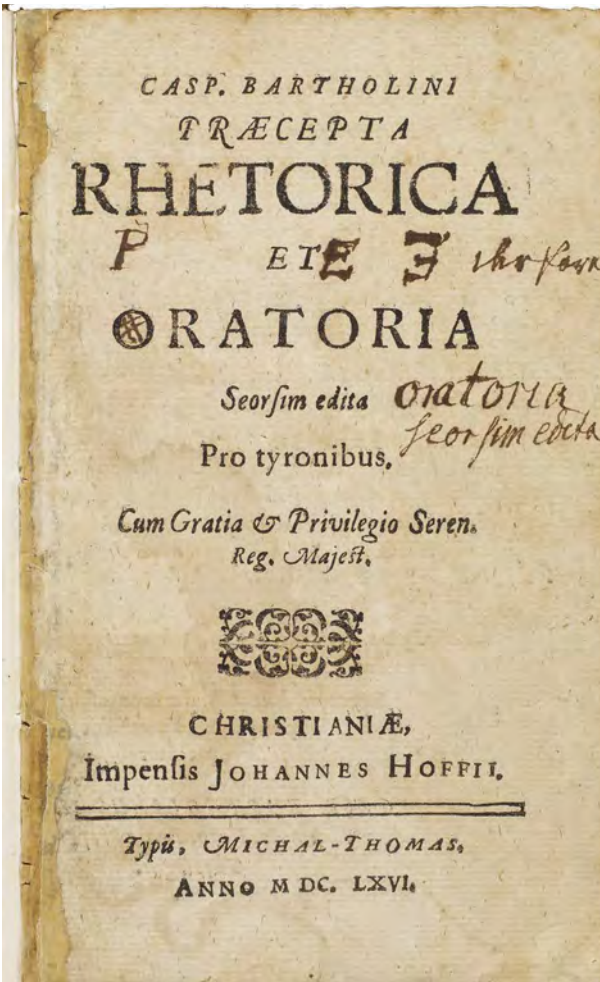 CASP. BARTHOLINI
PRÆCEPTA
RHETORICA
P ET E E
ORATORIA
Seorſim edita oratoria
ſeorſim edita
Pro tyronibus.
Cum Gratia & Privilegio Seren.
Reg. Majeſt.
CHRISTIANIÆ,
Impenſis JOHANNES HOFFII.
Typis, MICHAL-THOMAS.
ANNO M DC. LXVI.